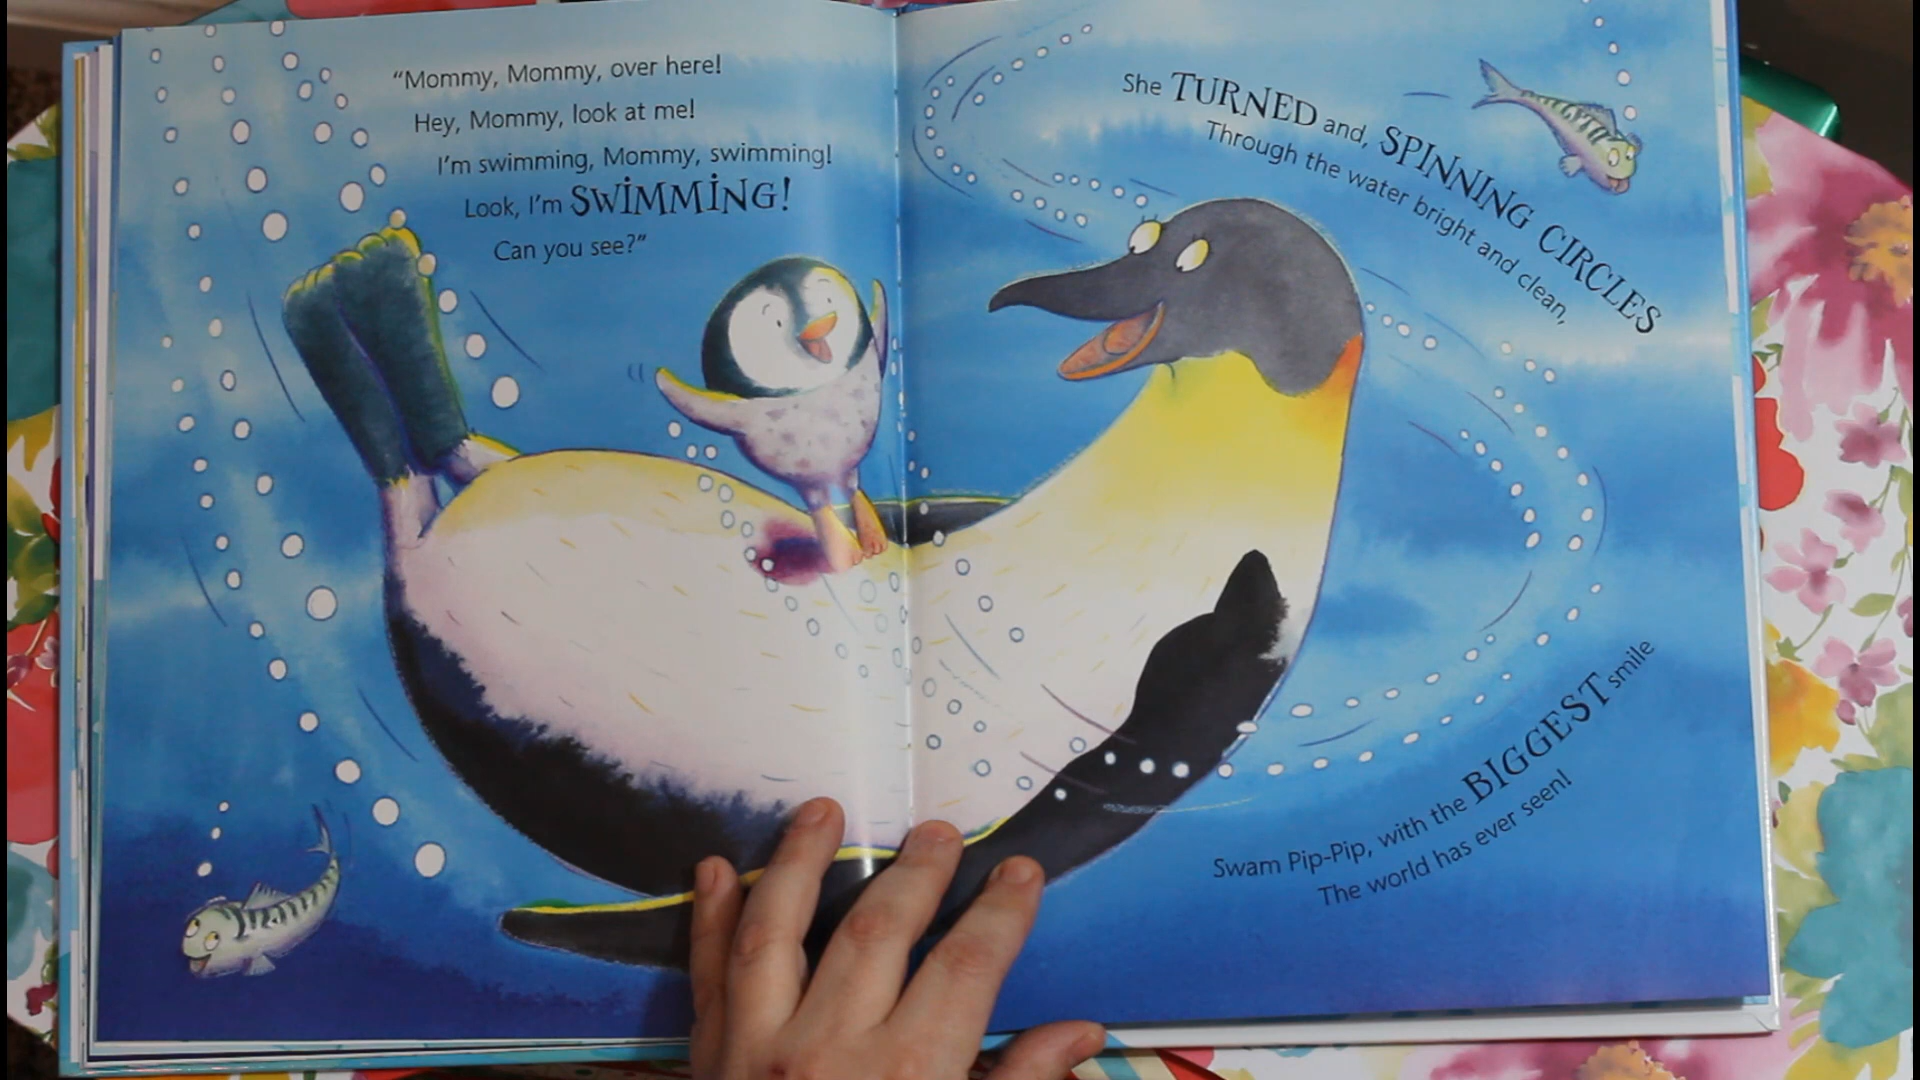 “Mommy, Mommy, over here!
Hey, Mommy, look at me!
I'm swimming, Mommy, swimming!
Look, I'm SWiMMiNG!
Can you see?”
She TURNED and, SPINNING CIRCLES
Through the water bright and clean,
Swam Pip-Pip, with the BIGGEST smile
The world has ever seen!